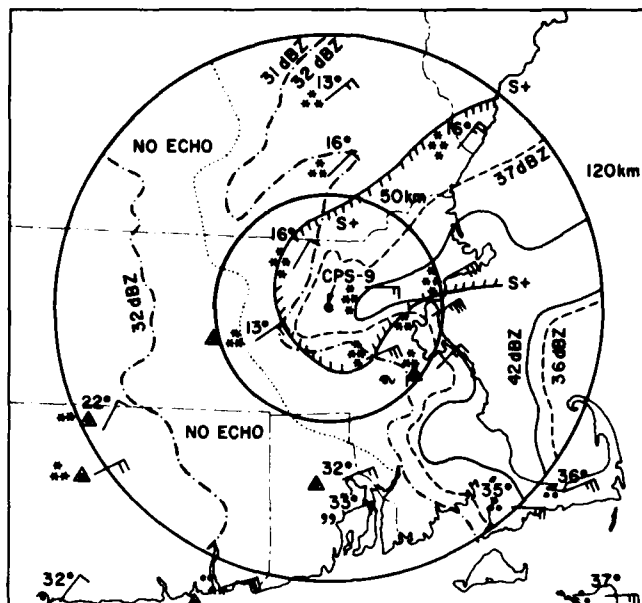 31dBZ
32 dBZ
13°
S+
NO ECHO
16°
16°
37dBZ
120km
50km
S+
16°
CPS-9
S+
32dBZ
13°
42dBZ
36dBZ
22°
NO ECHO
32°
35°
36°
33°
32°
37°